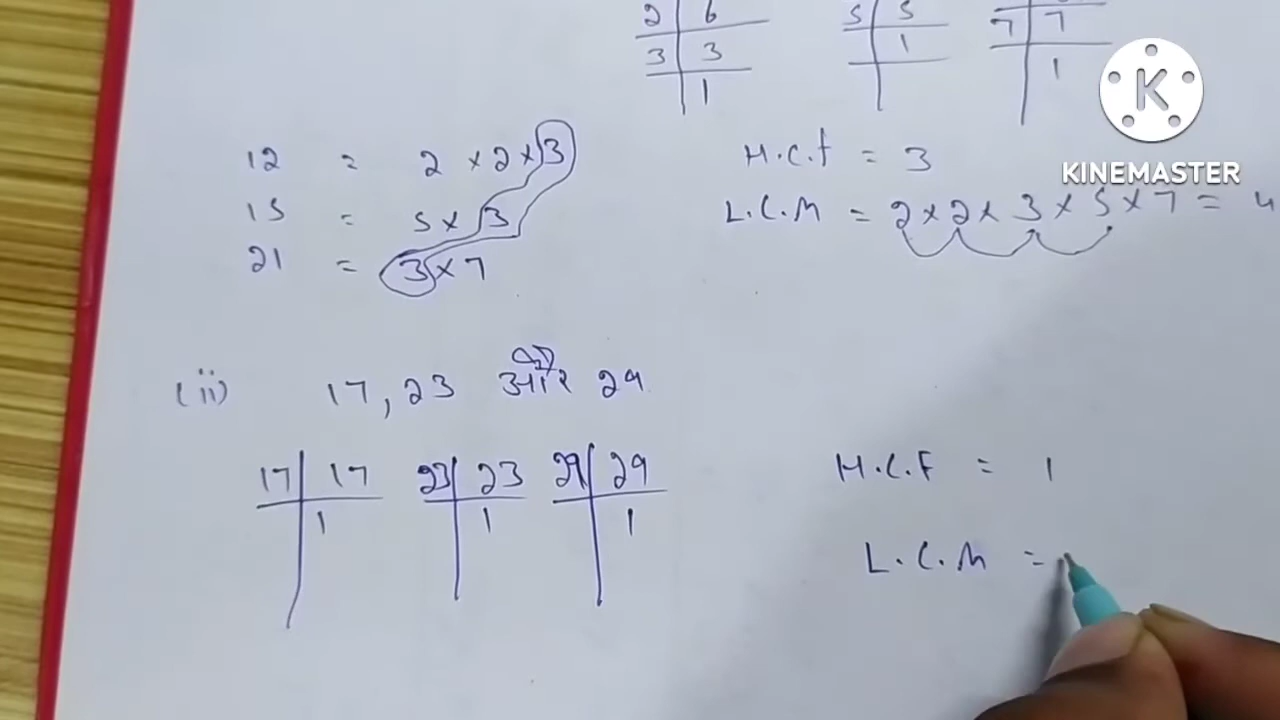 2 | 6
3 | 3
1
5 | 5
1
7 | 7
1
KINEMASTER
12 = 2 × 2 × 3
15 = 5 × 3
21 = 3 × 7
H.C.F = 3
L.C.M = 2 × 2 × 3 × 5 × 7 = 4
(ii) 17, 23 और 29
17 | 17
1
23 | 23
1
29 | 29
1
H.C.F = 1
L.C.M =